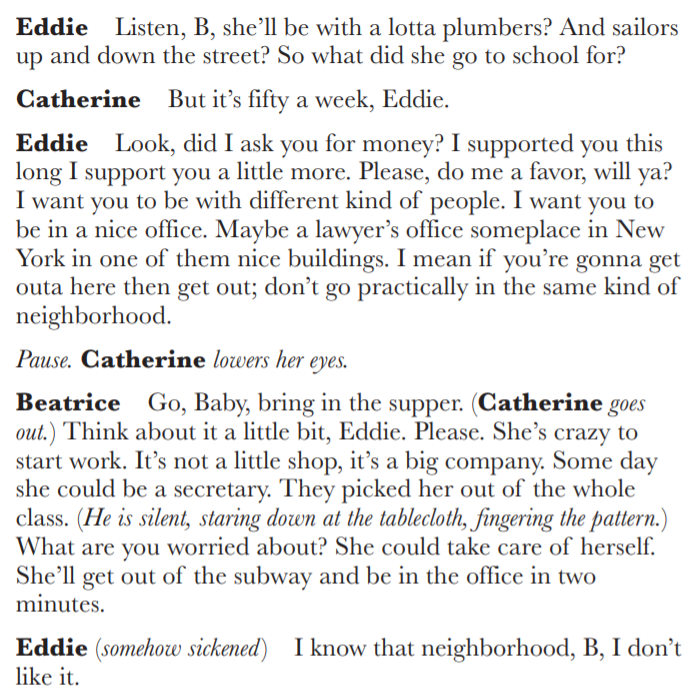 Eddie Listen, B, she’ll be with a lotta plumbers? And sailors
up and down the street? So what did she go to school for?
Catherine But it’s fifty a week, Eddie.
Eddie Look, did I ask you for money? I supported you this
long I support you a little more. Please, do me a favor, will ya?
I want you to be with different kind of people. I want you to
be in a nice office. Maybe a lawyer’s office someplace in New
York in one of them nice buildings. I mean if you’re gonna get
outa here then get out; don’t go practically in the same kind of
neighborhood.
Pause. Catherine lowers her eyes.
Beatrice Go, Baby, bring in the supper. (Catherine goes
out.) Think about it a little bit, Eddie. Please. She’s crazy to
start work. It’s not a little shop, it’s a big company. Some day
she could be a secretary. They picked her out of the whole
class. (He is silent, staring down at the tablecloth, fingering the pattern.)
What are you worried about? She could take care of herself.
She’ll get out of the subway and be in the office in two
minutes.
Eddie (somehow sickened) I know that neighborhood, B, I don’t
like it.